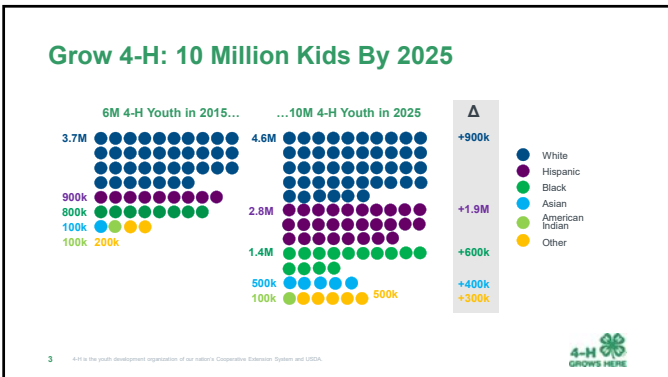 Grow 4-H: 10 Million Kids By 2025
6M 4-H Youth in 2015…
…10M 4-H Youth in 2025
Δ
3.7M
900k
800k
100k
100k 200k
4.6M
2.8M
1.4M
500k
100k
500k
+900k
+1.9M
+600k
+400k
+300k
White
Hispanic
Black
Asian
American
Indian
Other
3
4-H is the youth development organization of our nation's Cooperative Extension System and USDA.
4-H
GROWS HERE